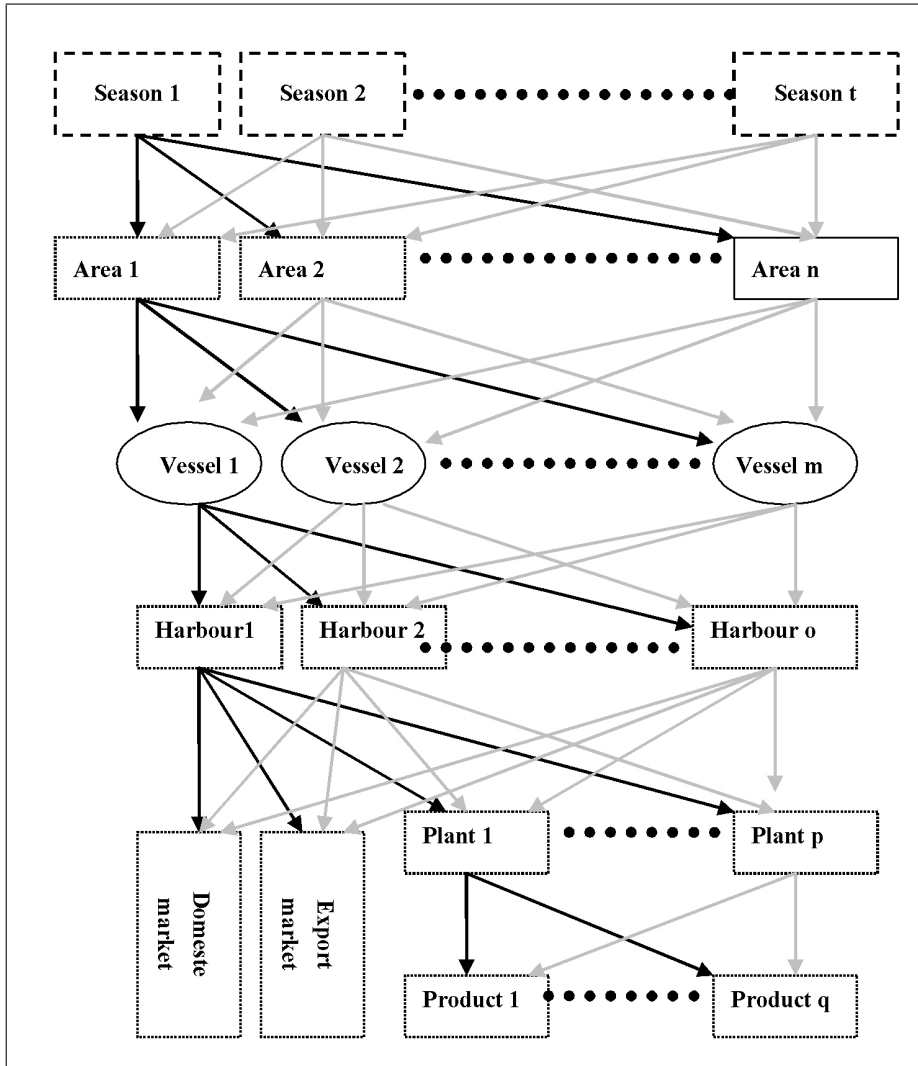 Season 1
Season 2
Season t
Area 1
Area 2
Area n
Vessel 1
Vessel 2
Vessel m
Harbour1
Harbour 2
Harbour o
Plant 1
Plant p
Domeste
market
Export
market
Product 1
Product q